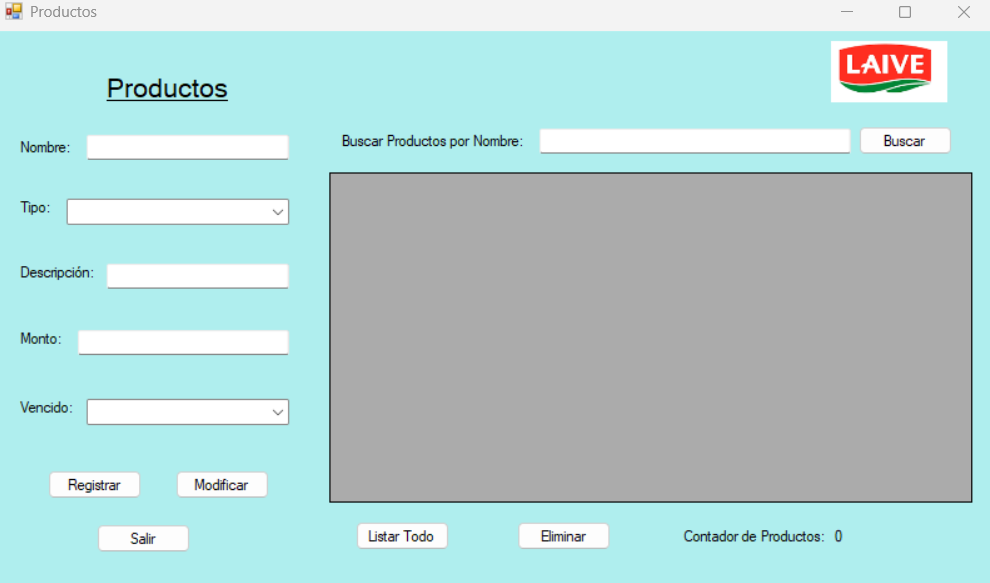 Productos
LAIVE
Productos
Nombre:
Buscar Productos por Nombre:
Buscar
Tipo:
Descripción:
Monto:
Vencido:
Registrar
Modificar
Salir
Listar Todo
Eliminar
Contador de Productos: 0